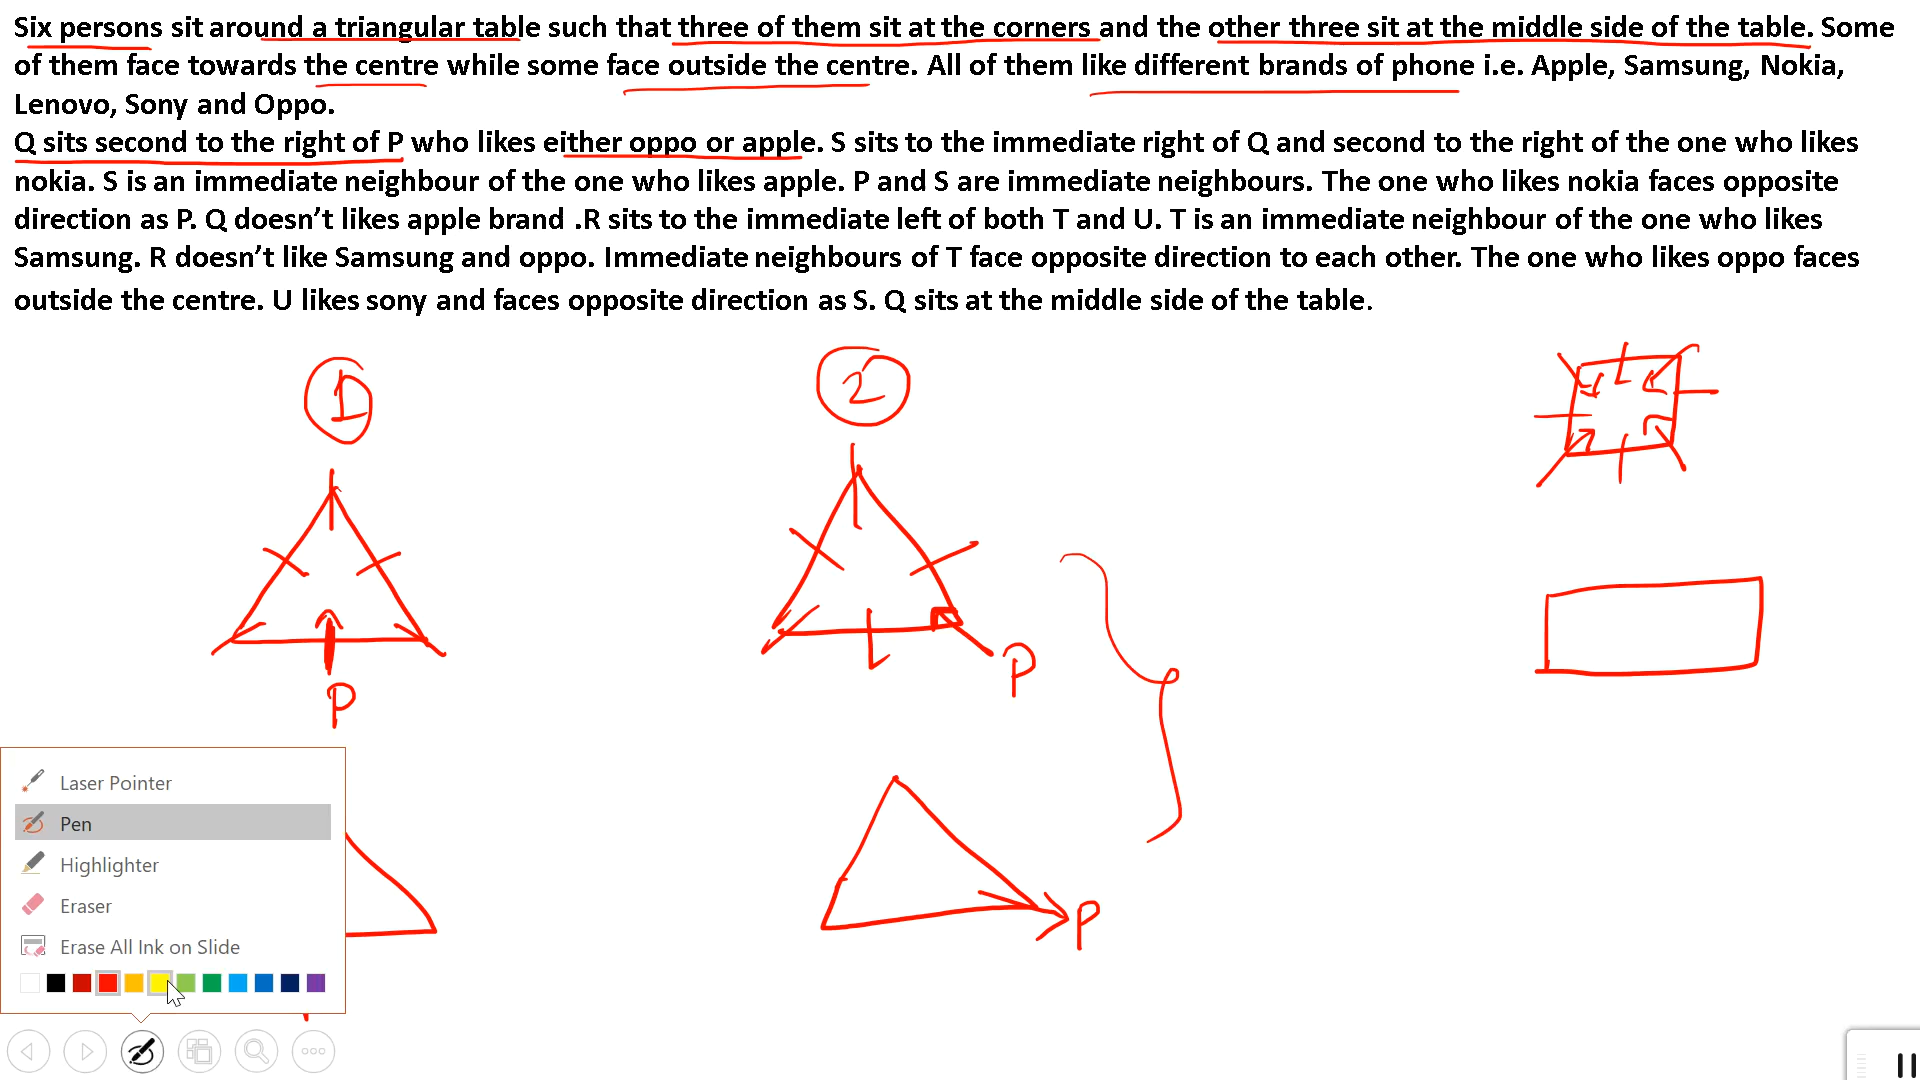 Six persons sit around a triangular table such that three of them sit at the corners and the other three sit at the middle side of the table. Some
of them face towards the centre while some face outside the centre. All of them like different brands of phone i.e. Apple, Samsung, Nokia,
Lenovo, Sony and Oppo.
Q sits second to the right of P who likes either oppo or apple. S sits to the immediate right of Q and second to the right of the one who likes
nokia. S is an immediate neighbour of the one who likes apple. P and S are immediate neighbours. The one who likes nokia faces opposite
direction as P. Q doesn't likes apple brand .R sits to the immediate left of both T and U. T is an immediate neighbour of the one who likes
Samsung. R doesn't like Samsung and oppo. Immediate neighbours of T face opposite direction to each other. The one who likes oppo faces
outside the centre. U likes sony and faces opposite direction as S. Q sits at the middle side of the table.
1
2
P
P
P
Laser Pointer
Pen
Highlighter
Eraser
Erase All Ink on Slide